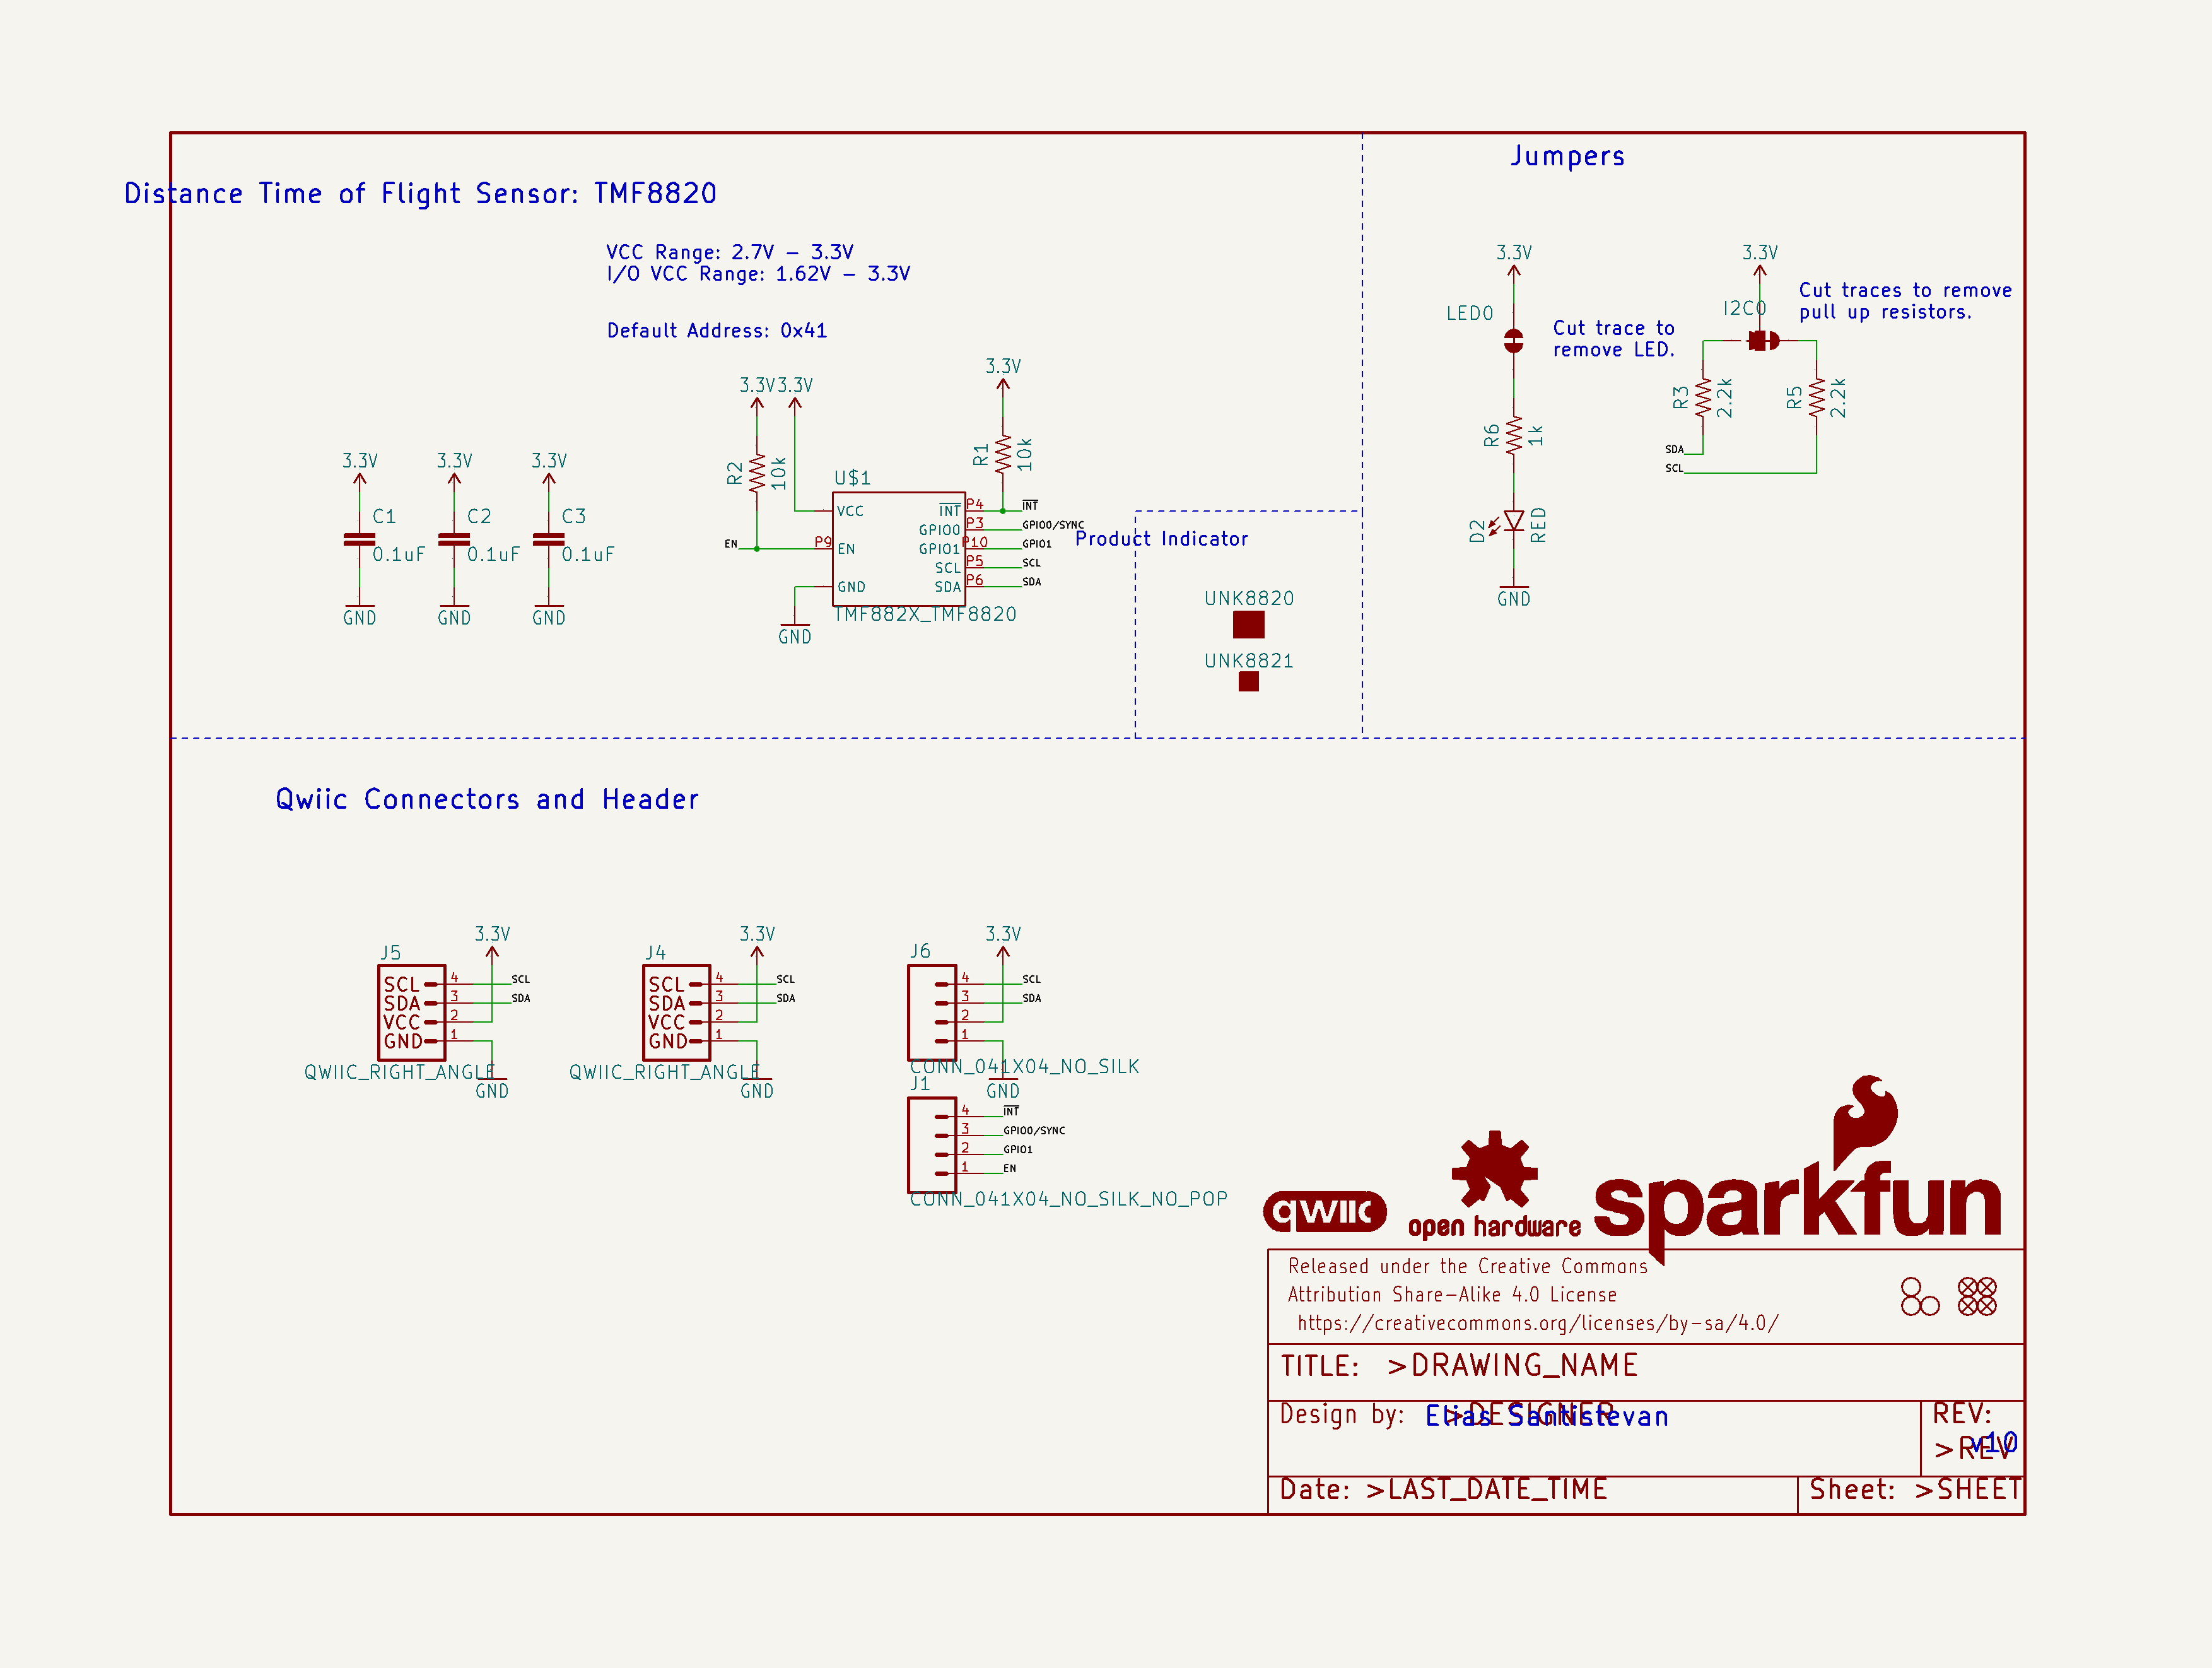 Distance Time of Flight Sensor: TMF8820
VCC Range: 2.7V - 3.3V
I/O VCC Range: 1.62V - 3.3V
Default Address: 0x41
3.3V
C1
0.1uF
GND
3.3V
C2
0.1uF
GND
3.3V
C3
0.1uF
GND
3.3V
3.3V
R2
10k
EN
GND
3.3V
R1
10k
U$1
VCC
P9
EN
GND
INT
P4
INT
GPIO0
P3
GPIO0/SYNC
GPIO1
P10
GPIO1
SCL
P5
SCL
SDA
P6
SDA
TMF882X_TMF8820
Product Indicator
UNK8820
UNK8821
Jumpers
3.3V
LED0
Cut trace to
remove LED.
R6
1k
D2
RED
GND
3.3V
I2C0
Cut traces to remove
pull up resistors.
R3
2.2k
R5
2.2k
SDA
SCL
Qwiic Connectors and Header
3.3V
J5
SCL 4 SCL
SDA 3 SDA
VCC 2
GND 1
QWIIC_RIGHT_ANGLE
GND
3.3V
J4
SCL 4 SCL
SDA 3 SDA
VCC 2
GND 1
QWIIC_RIGHT_ANGLE
GND
3.3V
J6
4 SCL
3 SDA
2
1
CONN_041X04_NO_SILK
GND
J1
4 INT
3 GPIO0/SYNC
2 GPIO1
1 EN
CONN_041X04_NO_SILK_NO_POP
qwiic
open hardware
sparkfun
Released under the Creative Commons
Attribution Share-Alike 4.0 License
https://creativecommons.org/licenses/by-sa/4.0/
TITLE: >DRAWING_NAME
Design by: >DESIGNER
Elias Santistevan
REV:
>REV
v10
Date: >LAST_DATE_TIME
Sheet: >SHEET